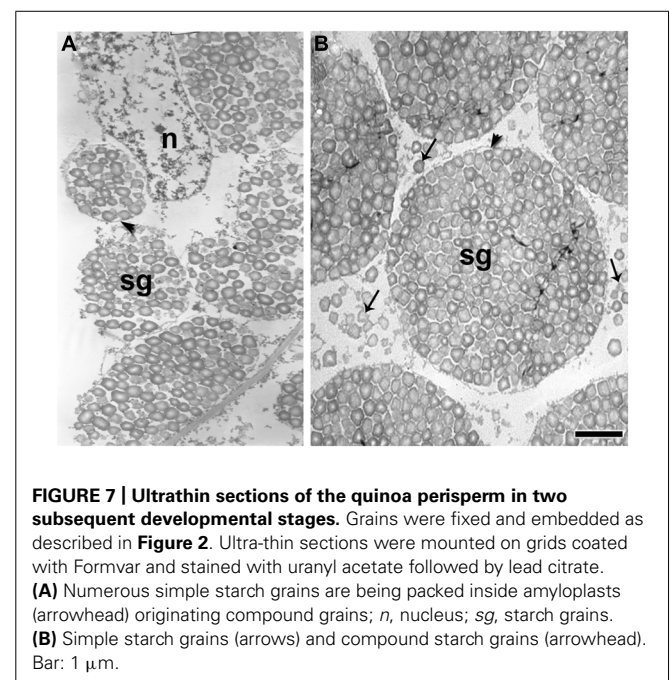 A
B
n
sg
sg
FIGURE 7 | Ultrathin sections of the quinoa perisperm in two
subsequent developmental stages. Grains were fixed and embedded as
described in Figure 2. Ultra-thin sections were mounted on grids coated
with Formvar and stained with uranyl acetate followed by lead citrate.
(A) Numerous simple starch grains are being packed inside amyloplasts
(arrowhead) originating compound grains; n, nucleus; sg, starch grains.
(B) Simple starch grains (arrows) and compound starch grains (arrowhead).
Bar: 1 μm.